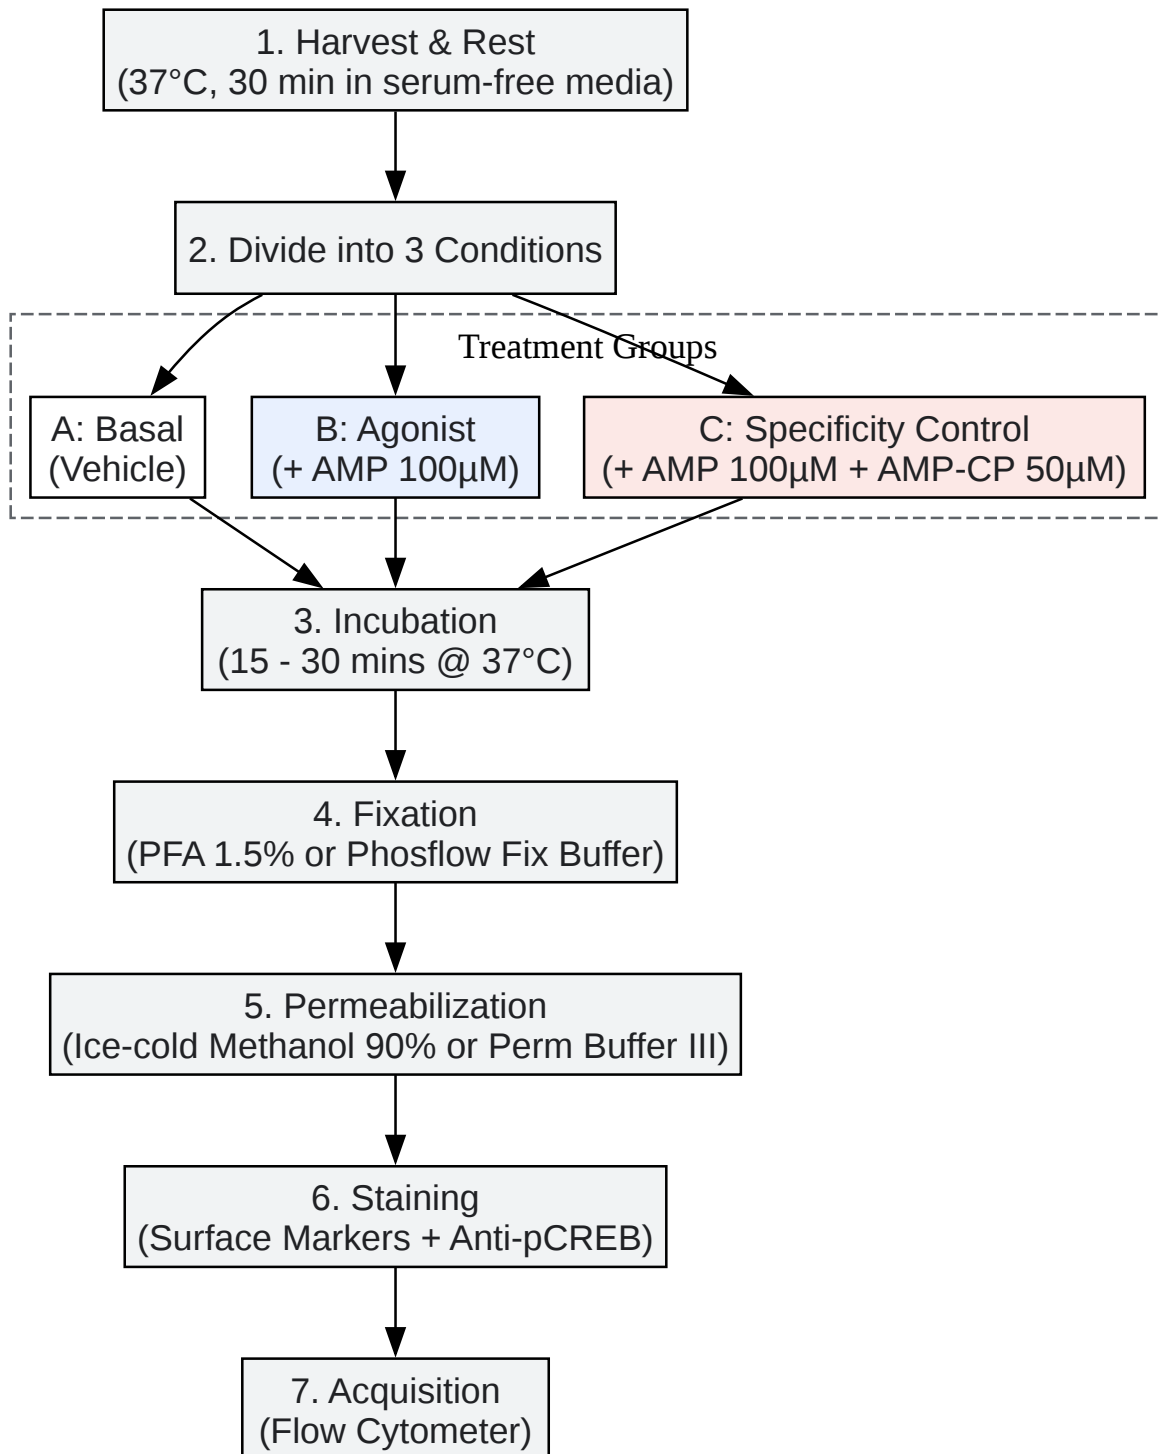 1. Harvest & Rest
(37°C, 30 min in serum-free media)
2. Divide into 3 Conditions
Treatment Groups
A: Basal
(Vehicle)
B: Agonist
(+ AMP 100µM)
C: Specificity Control
(+ AMP 100µM + AMP-CP 50µM)
3. Incubation
(15 - 30 mins @ 37°C)
4. Fixation
(PFA 1.5% or Phosflow Fix Buffer)
5. Permeabilization
(Ice-cold Methanol 90% or Perm Buffer III)
6. Staining
(Surface Markers + Anti-pCREB)
7. Acquisition
(Flow Cytometer)